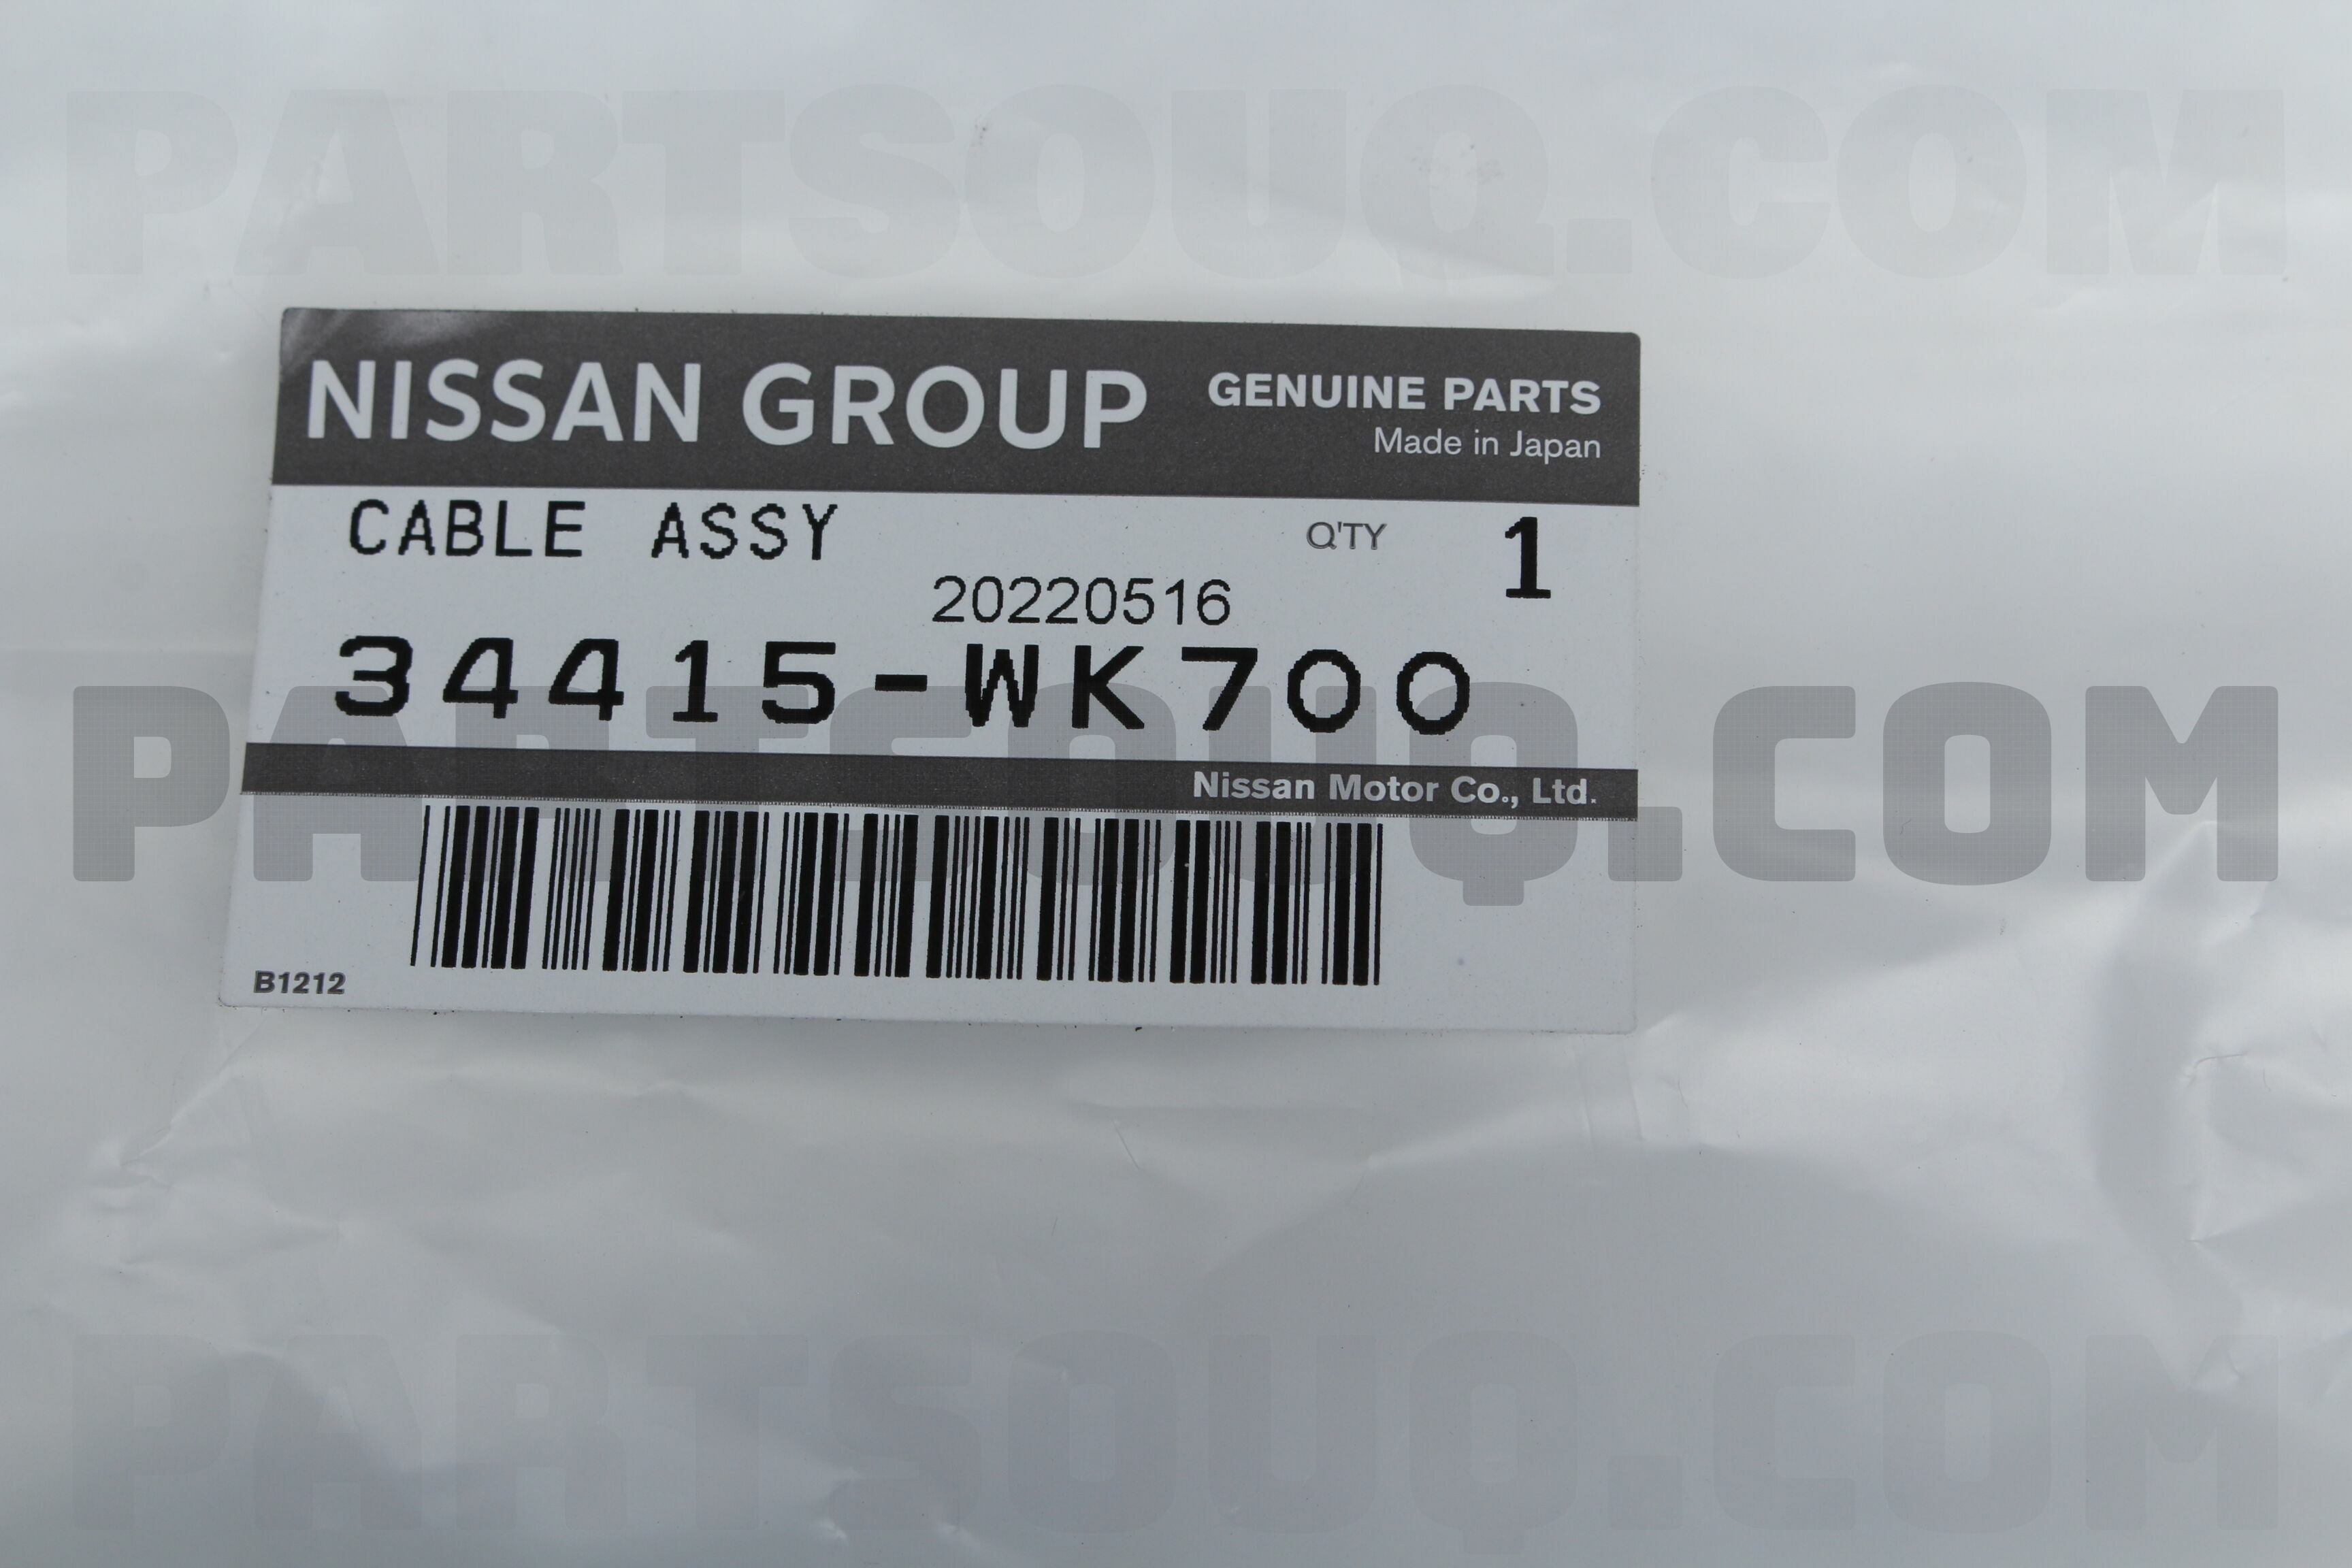 PARTSOUQ.COM
NISSAN GROUP
GENUINE PARTS
Made in Japan
CABLE ASSY
Q'TY 1
20220516
34415-WK700
PARTSOUQ.COM
Nissan Motor Co., Ltd.
B1212
PARTSOUQ.COM